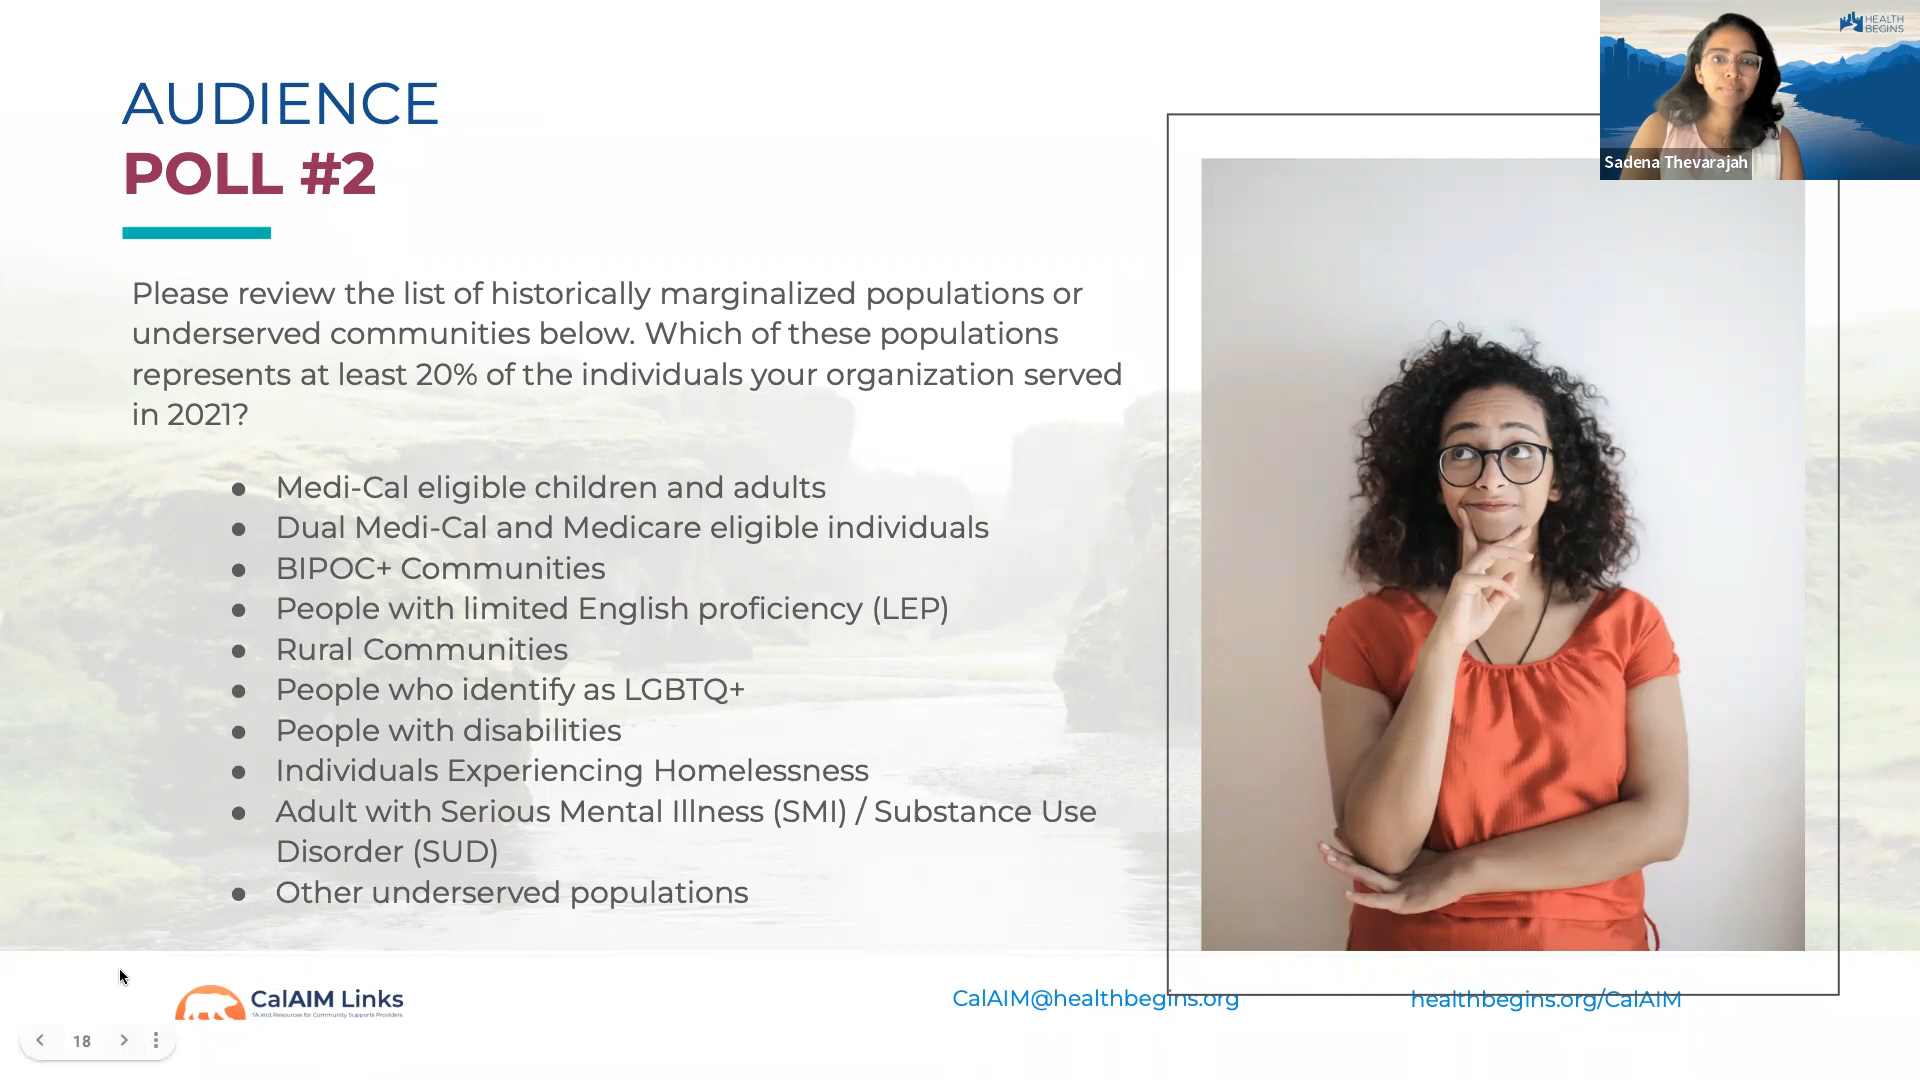 HEALTH
BEGINS
Sadena Thevarajah
AUDIENCE
POLL #2
Please review the list of historically marginalized populations or
underserved communities below. Which of these populations
represents at least 20% of the individuals your organization served
in 2021?
● Medi-Cal eligible children and adults
● Dual Medi-Cal and Medicare eligible individuals
● BIPOC+ Communities
● People with limited English proficiency (LEP)
● Rural Communities
● People who identify as LGBTQ+
● People with disabilities
● Individuals Experiencing Homelessness
● Adult with Serious Mental Illness (SMI) / Substance Use
Disorder (SUD)
● Other underserved populations
CalAIM Links
TA and Resources for Community Supports Providers
CalAIM@healthbegins.org
healthbegins.org/CalAIM
18